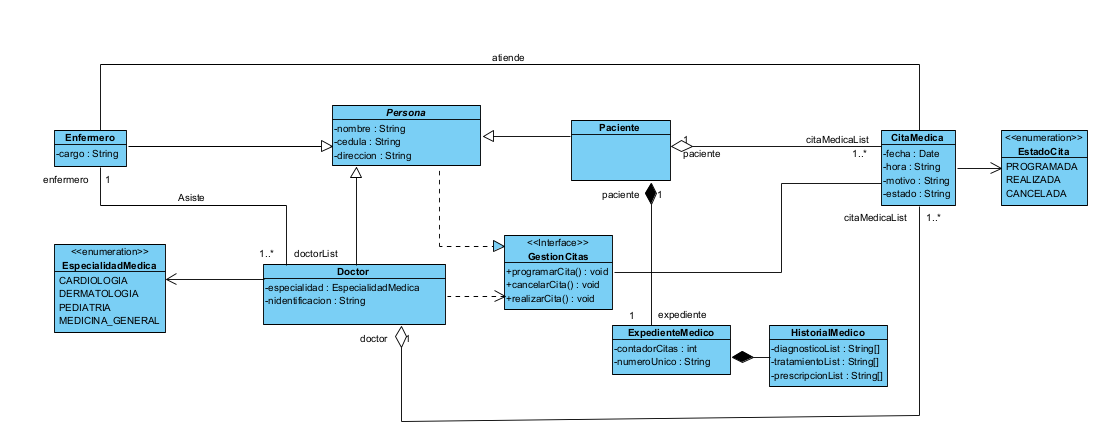 atiende
Persona
-nombre : String
-cedula : String
-direccion : String
Enfermero
-cargo : String
Paciente
1
paciente
citaMedicaList
1..*
CitaMedica
-fecha : Date
-hora : String
-motivo : String
-estado : String
<<enumeration>>
EstadoCita
PROGRAMADA
REALIZADA
CANCELADA
enfermero
1
Asiste
paciente
1
citaMedicaList
1..*
1..*
doctorList
<<enumeration>>
EspecialidadMedica
CARDIOLOGIA
DERMATOLOGIA
PEDIATRIA
MEDICINA_GENERAL
<<Interface>>
GestionCitas
+programarCita() : void
+cancelarCita() : void
+realizarCita() : void
Doctor
-especialidad : EspecialidadMedica
-nidentificacion : String
doctor
1
1
expediente
ExpedienteMedico
-contadorCitas : int
-numeroUnico : String
HistorialMedico
-diagnosticoList : String[]
-tratamientoList : String[]
-prescripcionList : String[]